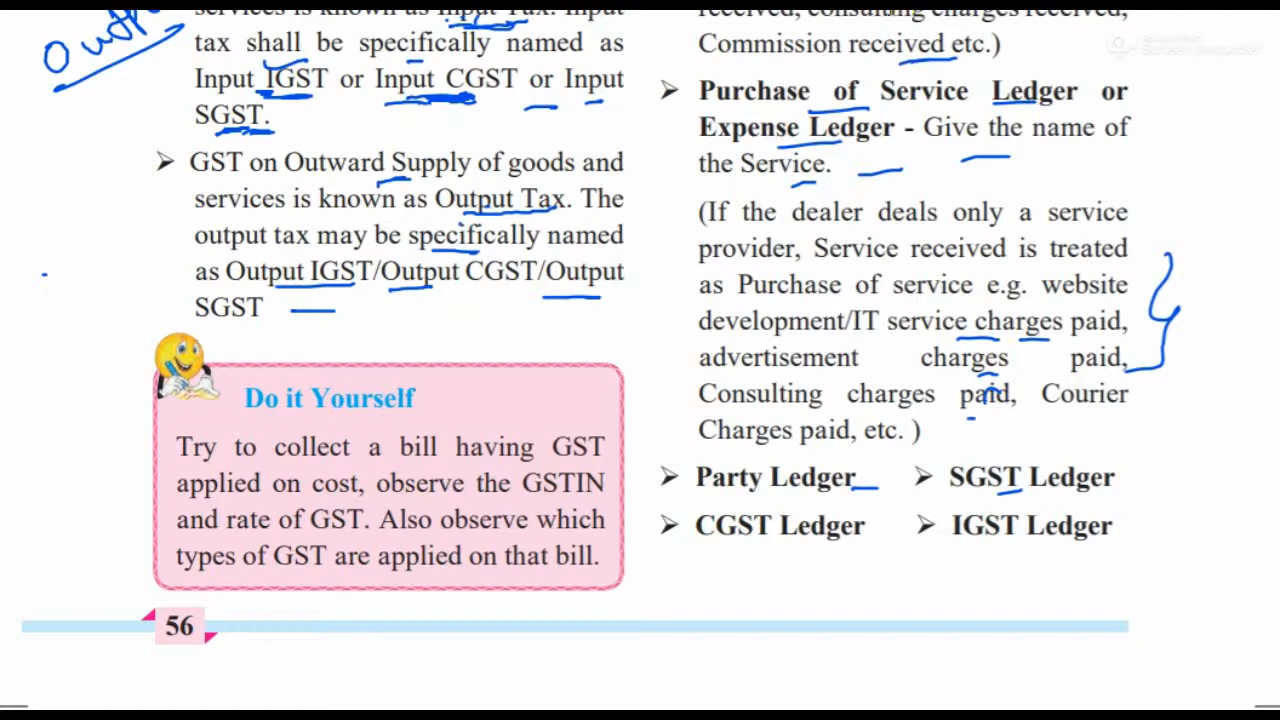 services is known as Input Tax. Input
tax shall be specifically named as
Input IGST or Input CGST or Input
SGST.
➢ GST on Outward Supply of goods and
services is known as Output Tax. The
output tax may be specifically named
as Output IGST/Output CGST/Output
SGST
Do it Yourself
Try to collect a bill having GST
applied on cost, observe the GSTIN
and rate of GST. Also observe which
types of GST are applied on that bill.
56
received, consulting charges received,
Commission received etc.)
➢ Purchase of Service Ledger or
Expense Ledger - Give the name of
the Service.
(If the dealer deals only a service
provider, Service received is treated
as Purchase of service e.g. website
development/IT service charges paid,
advertisement charges paid,
Consulting charges paid, Courier
Charges paid, etc. )
➢ Party Ledger ➢ SGST Ledger
➢ CGST Ledger ➢ IGST Ledger